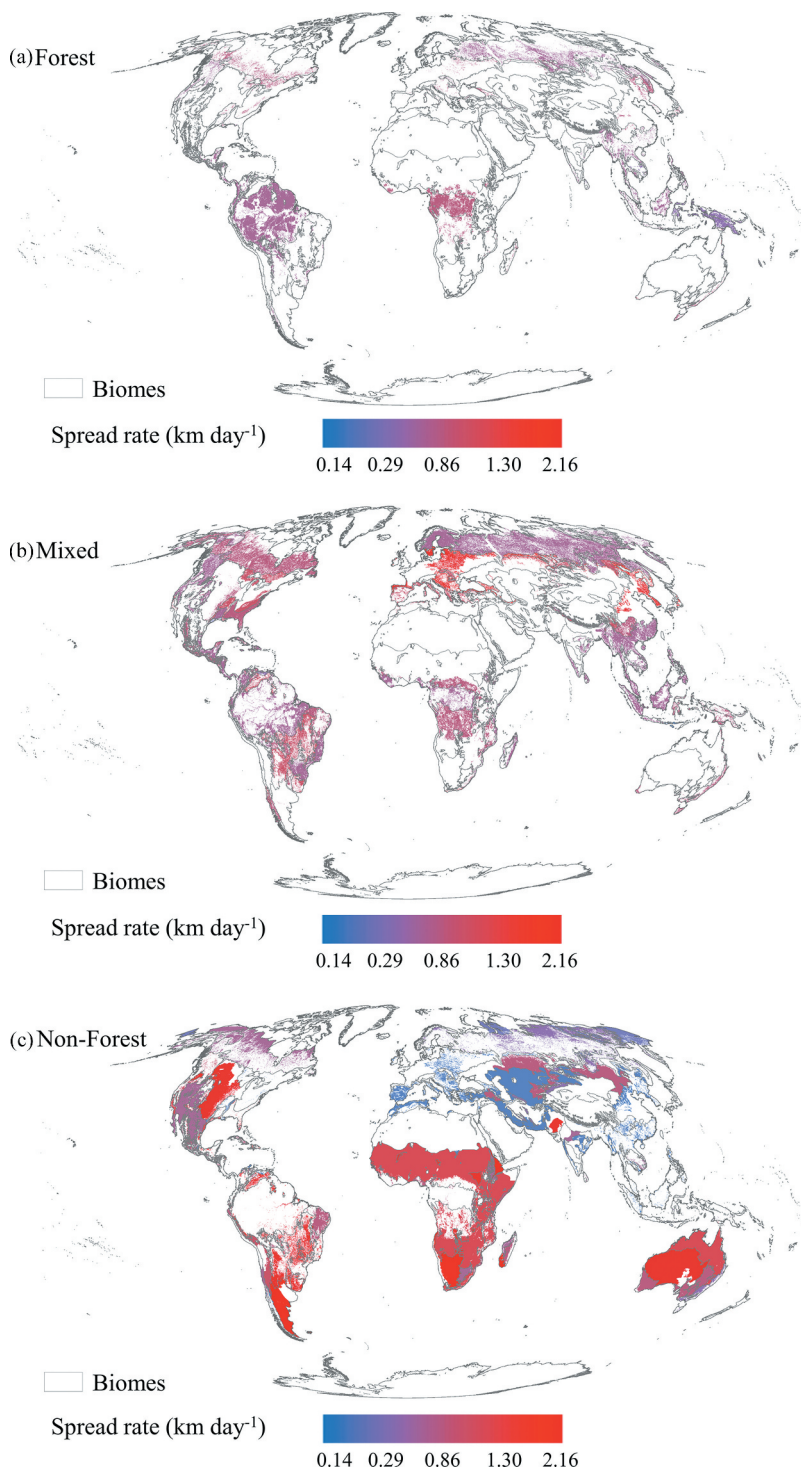 (a) Forest
Biomes
Spread rate (km day⁻¹)
0.14 0.29 0.86 1.30 2.16
(b) Mixed
Biomes
Spread rate (km day⁻¹)
0.14 0.29 0.86 1.30 2.16
(c) Non-Forest
Biomes
Spread rate (km day⁻¹)
0.14 0.29 0.86 1.30 2.16